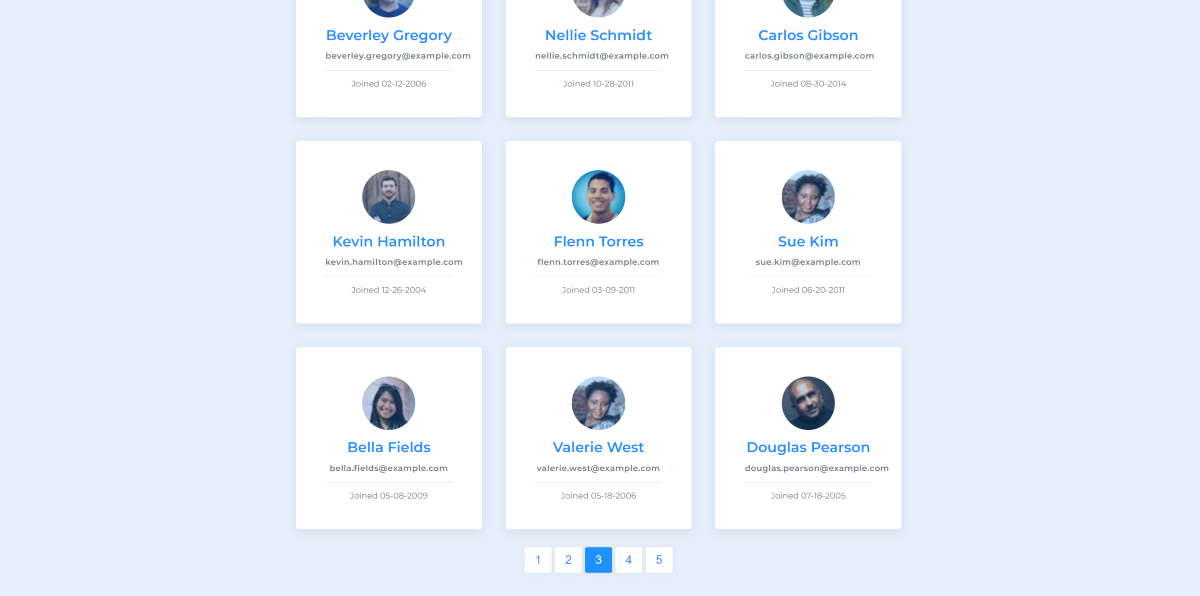 Beverley Gregory
beverley.gregory@example.com
Joined 02-12-2006
Nellie Schmidt
nellie.schmidt@example.com
Joined 10-28-2011
Carlos Gibson
carlos.gibson@example.com
Joined 08-30-2014
Kevin Hamilton
kevin.hamilton@example.com
Joined 12-26-2004
Flenn Torres
flenn.torres@example.com
Joined 03-09-2011
Sue Kim
sue.kim@example.com
Joined 06-20-2011
Bella Fields
bella.fields@example.com
Joined 05-08-2009
Valerie West
valerie.west@example.com
Joined 05-18-2006
Douglas Pearson
douglas.pearson@example.com
Joined 07-18-2005
1 2 3 4 5